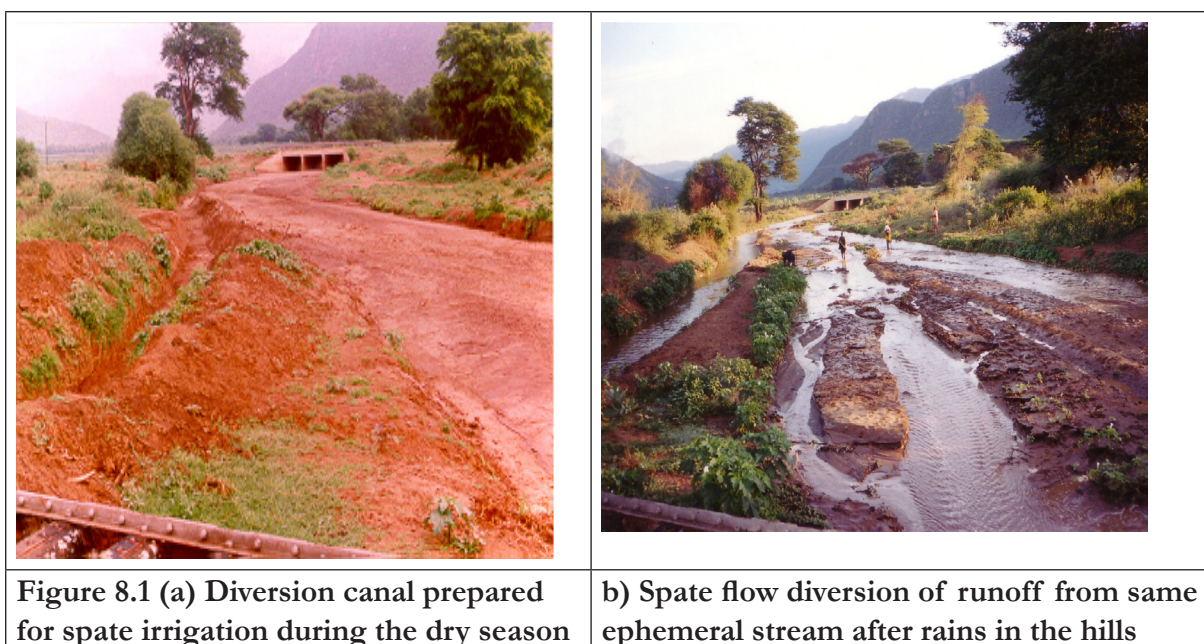 Figure 8.1 (a) Diversion canal prepared
for spate irrigation during the dry season
b) Spate flow diversion of runoff from same
ephemeral stream after rains in the hills